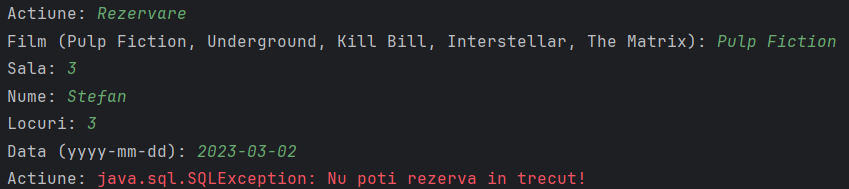 Actiune: Rezervare
Film (Pulp Fiction, Underground, Kill Bill, Interstellar, The Matrix): Pulp Fiction
Sala: 3
Nume: Stefan
Locuri: 3
Data (yyyy-mm-dd): 2023-03-02
Actiune: java.sql.SQLException: Nu poti rezerva in trecut!